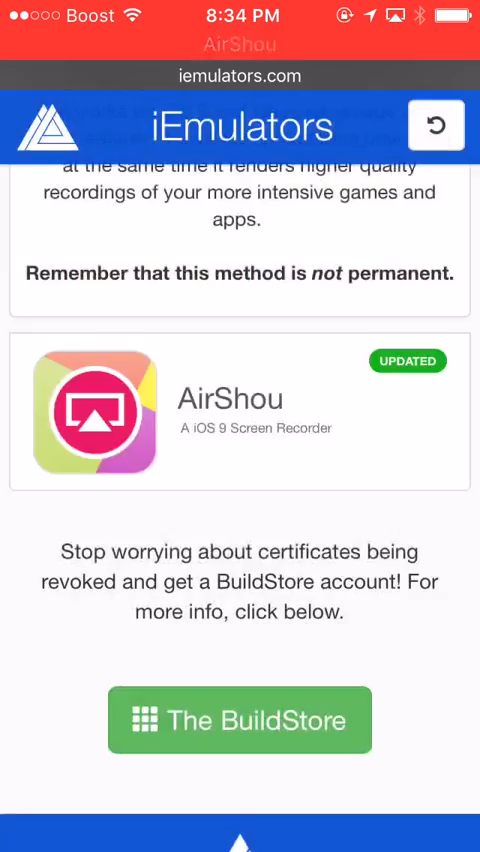 Boost 8:34 PM
AirShou
iemulators.com
iEmulators
at the same time it renders higher quality
recordings of your more intensive games and
apps.
Remember that this method is not permanent.
UPDATED
AirShou
A iOS 9 Screen Recorder
Stop worrying about certificates being
revoked and get a BuildStore account! For
more info, click below.
The BuildStore